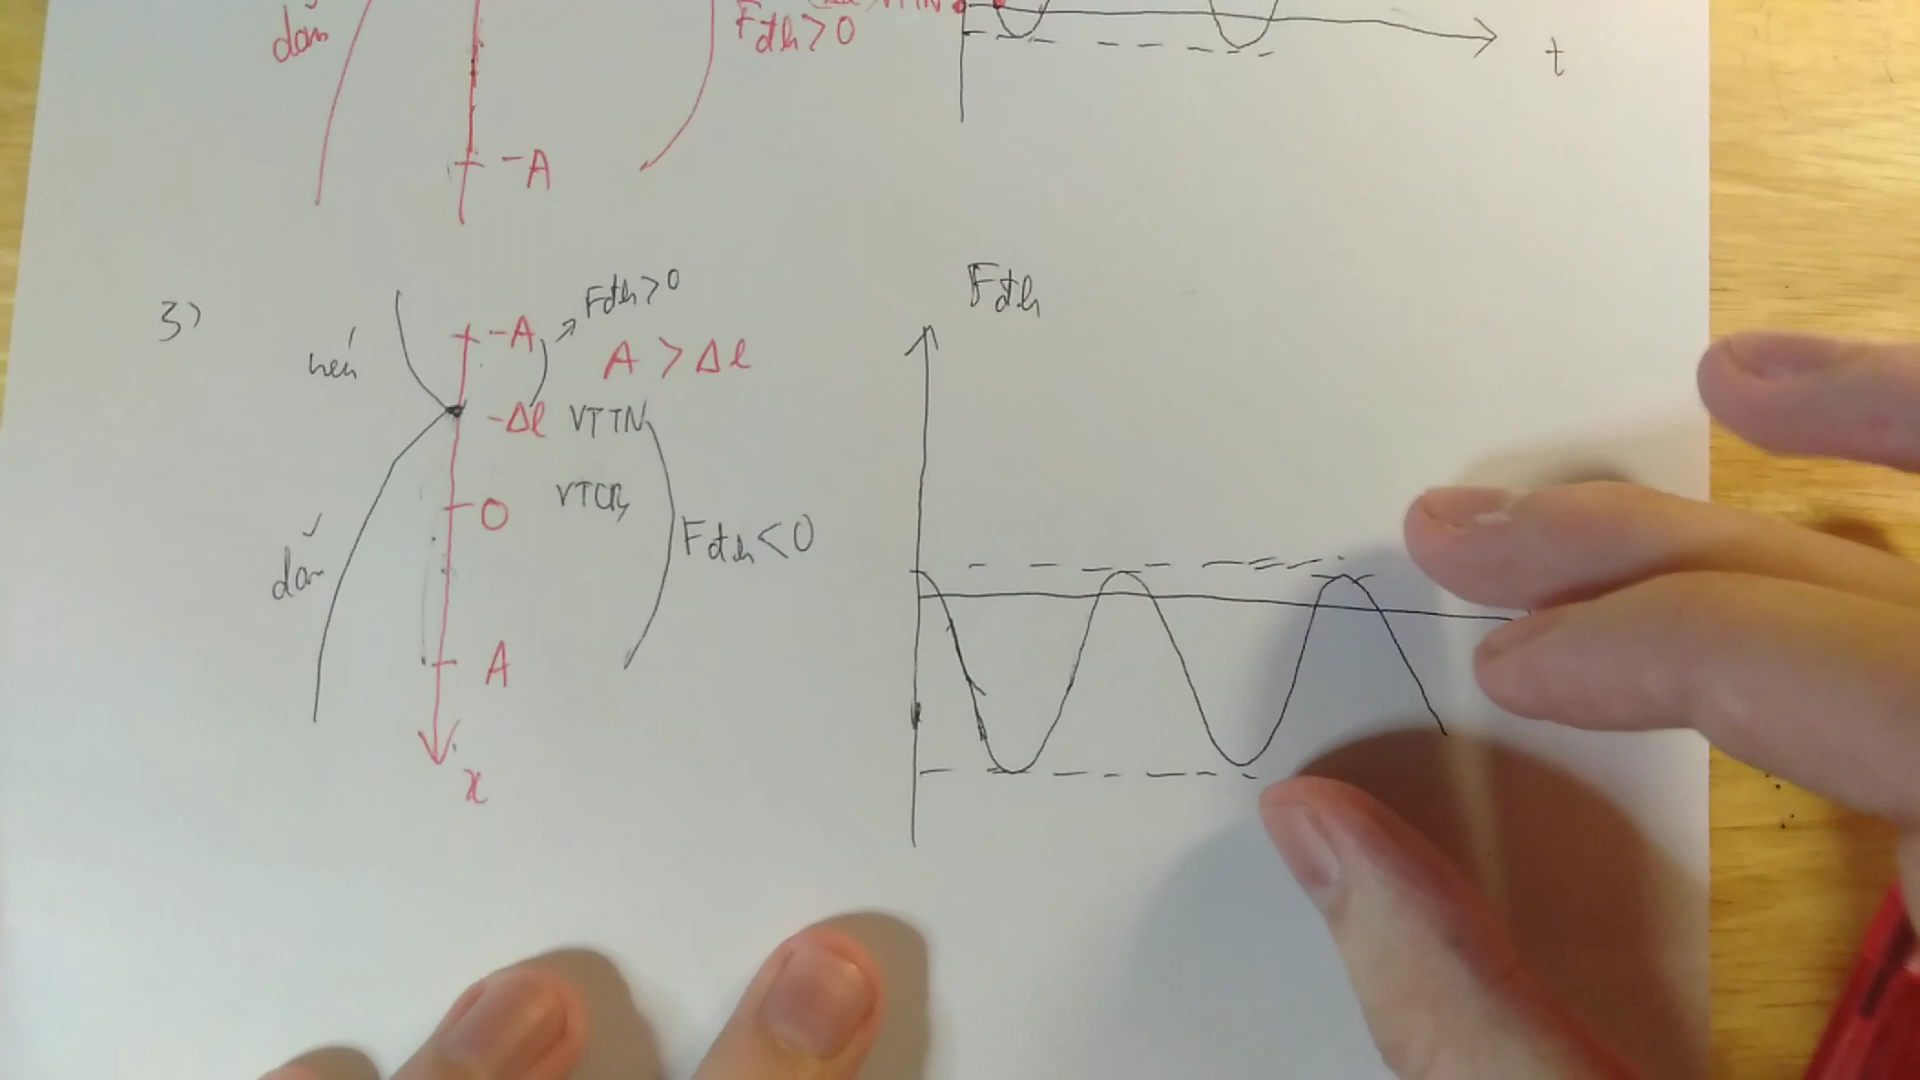 dãn
Fđh > 0
t
-A
3)
-A
Fđh > 0
nén
A > Δl
-Δl VTTN
O
VTCB
dãn
Fđh < 0
A
x
Fđh